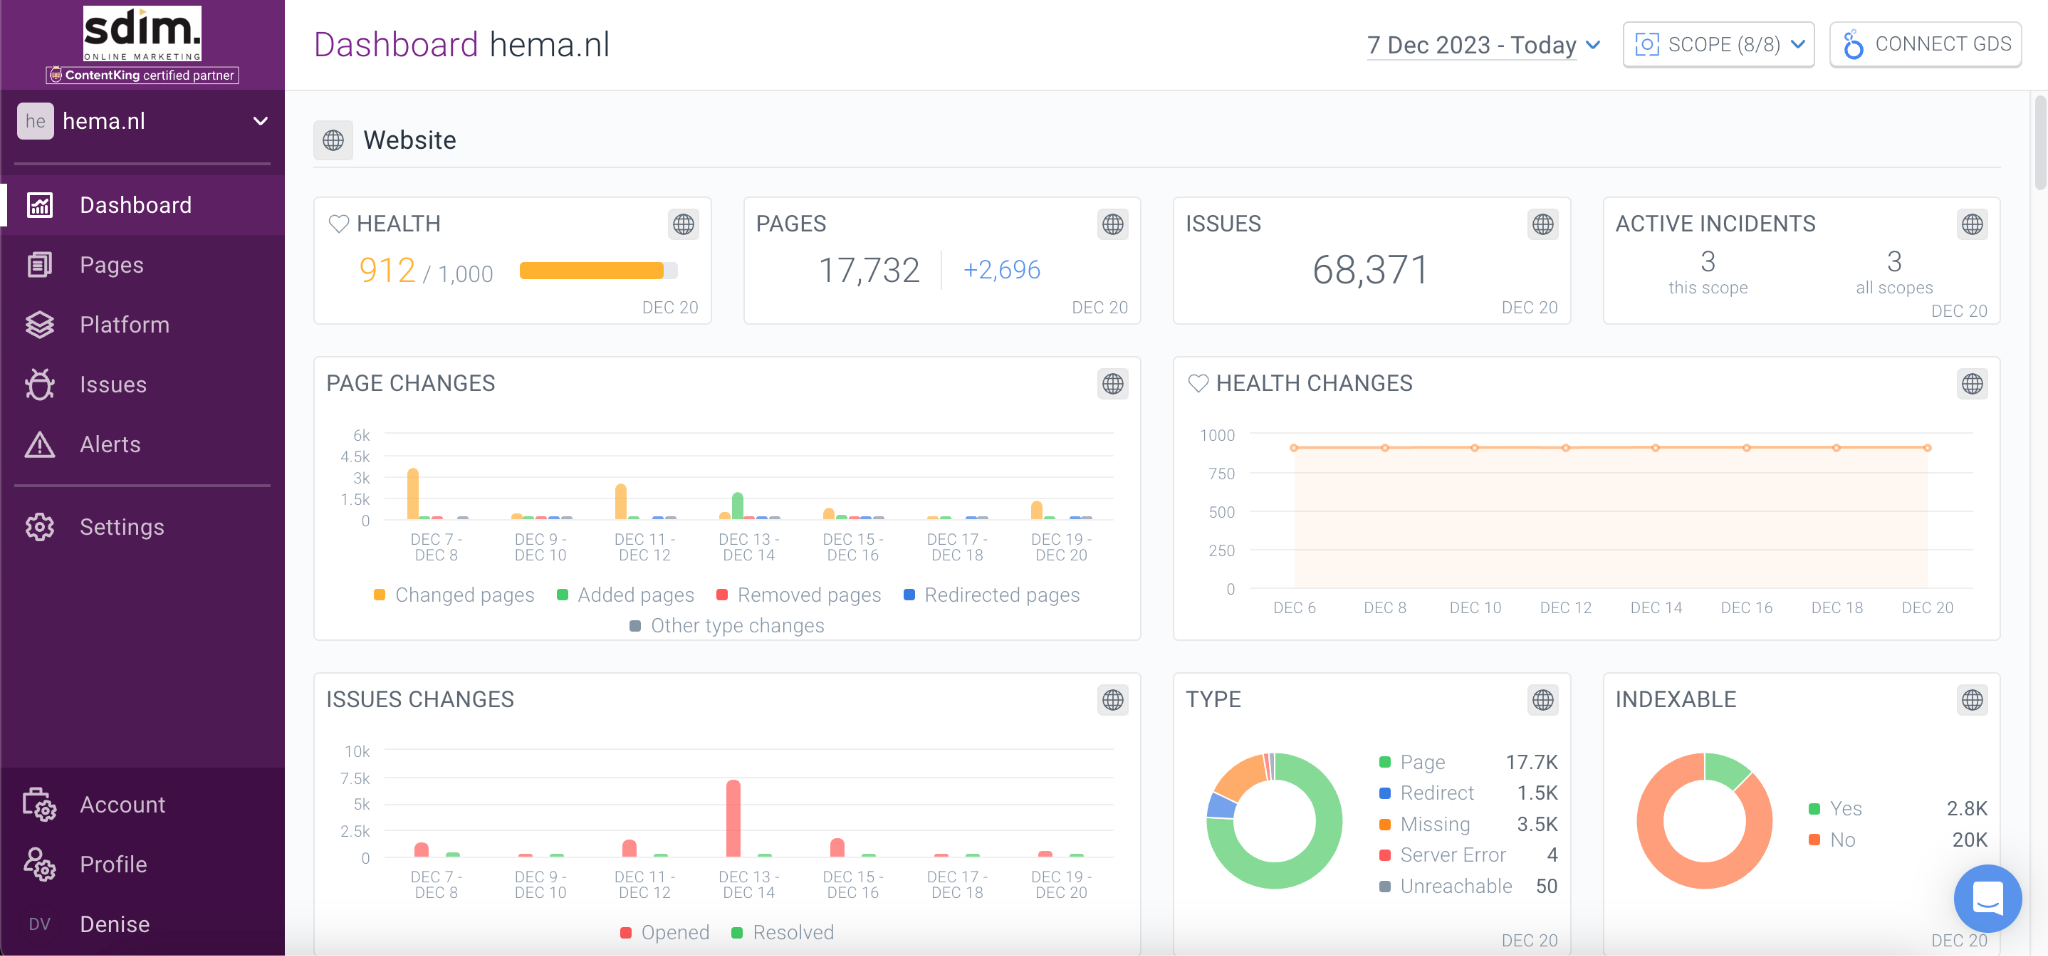 sdim.
ONLINE MARKETING
ContentKing certified partner
he hema.nl
Dashboard
Pages
Platform
Issues
Alerts
Settings
Account
Profile
DV Denise
Dashboard hema.nl
7 Dec 2023 - Today
SCOPE (8/8)
CONNECT GDS
Website
HEALTH
912 / 1,000
DEC 20
PAGES
17,732 +2,696
DEC 20
ISSUES
68,371
DEC 20
ACTIVE INCIDENTS
3 3
this scope all scopes
DEC 20
PAGE CHANGES
6k
4.5k
3k
1.5k
0
DEC 7 - DEC 9 - DEC 11 - DEC 13 - DEC 15 - DEC 17 - DEC 19 -
DEC 8 DEC 10 DEC 12 DEC 14 DEC 16 DEC 18 DEC 20
Changed pages Added pages Removed pages Redirected pages
Other type changes
HEALTH CHANGES
1000
750
500
250
0
DEC 6 DEC 8 DEC 10 DEC 12 DEC 14 DEC 16 DEC 18 DEC 20
ISSUES CHANGES
10k
7.5k
5k
2.5k
0
DEC 7 - DEC 9 - DEC 11 - DEC 13 - DEC 15 - DEC 17 - DEC 19 -
DEC 8 DEC 10 DEC 12 DEC 14 DEC 16 DEC 18 DEC 20
Opened Resolved
TYPE
Page 17.7K
Redirect 1.5K
Missing 3.5K
Server Error 4
Unreachable 50
DEC 20
INDEXABLE
Yes 2.8K
No 20K
DEC 20